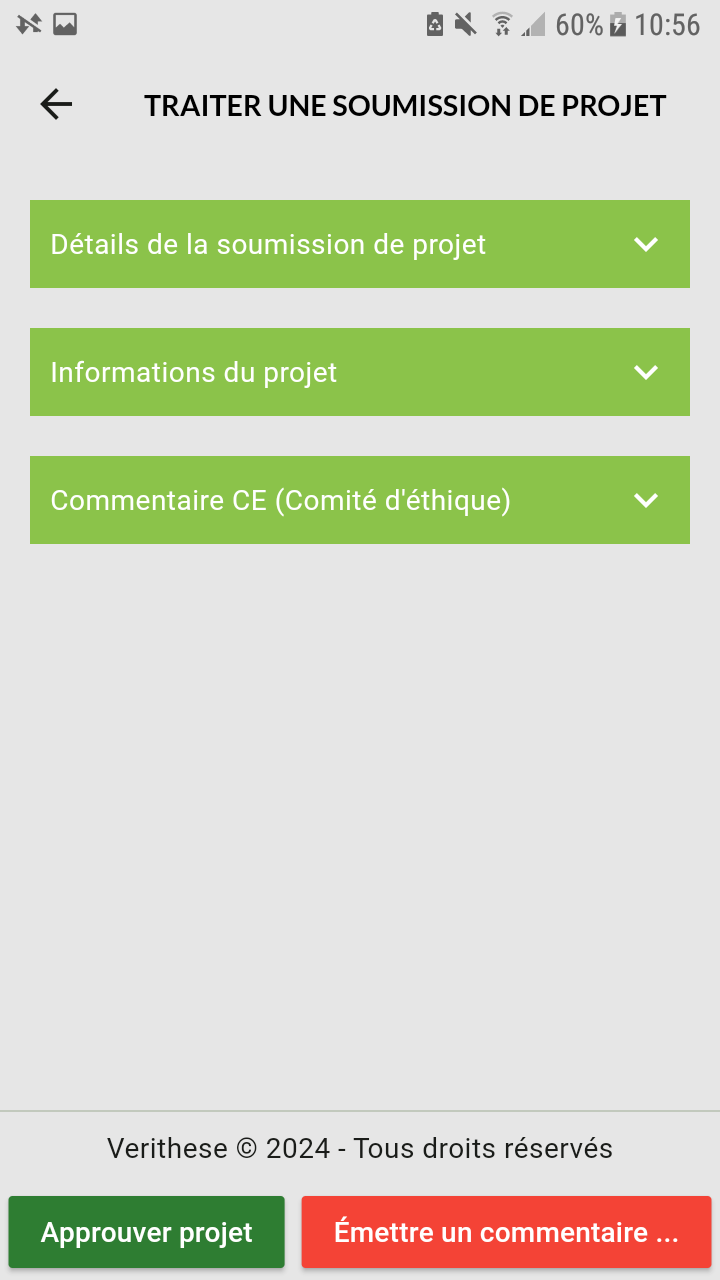 60% 10:56
TRAITER UNE SOUMISSION DE PROJET
Détails de la soumission de projet
Informations du projet
Commentaire CE (Comité d'éthique)
Verithese © 2024 - Tous droits réservés
Approuver projet
Émettre un commentaire ...